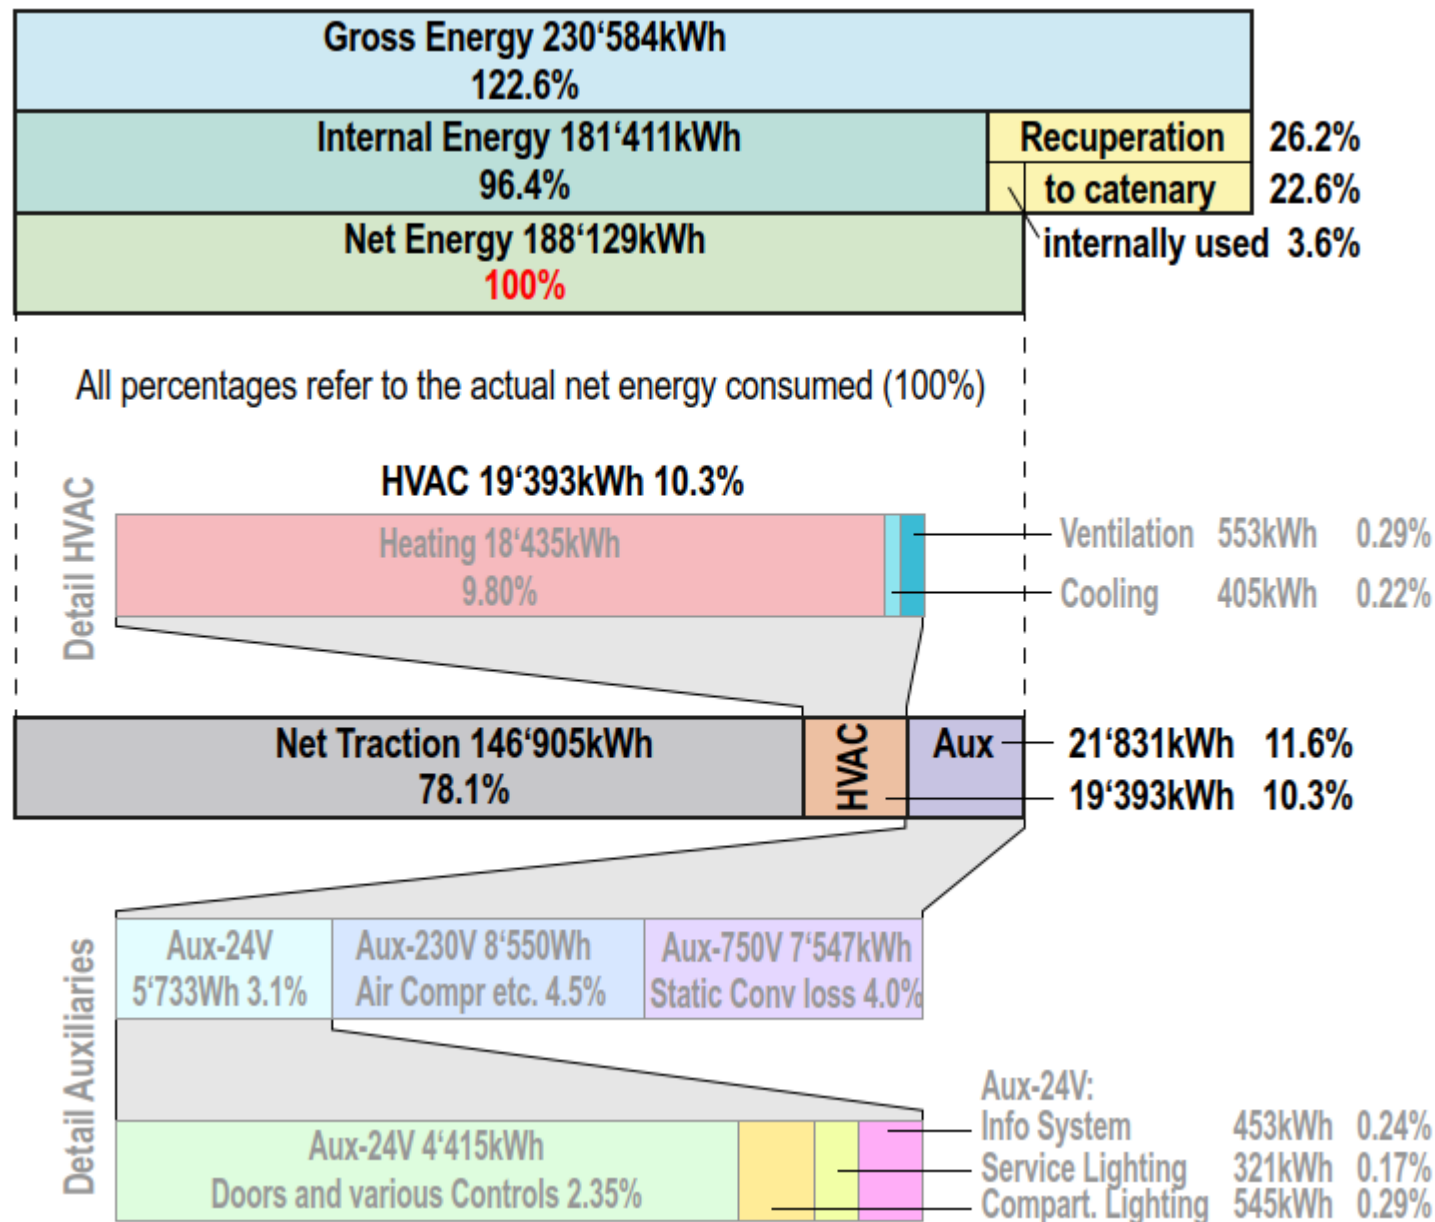 Gross Energy 230‘584kWh
122.6%
Internal Energy 181‘411kWh
96.4%
Recuperation 26.2%
to catenary 22.6%
internally used 3.6%
Net Energy 188‘129kWh
100%
All percentages refer to the actual net energy consumed (100%)
Detail HVAC
HVAC 19‘393kWh 10.3%
Heating 18‘435kWh
9.80%
Ventilation 553kWh 0.29%
Cooling 405kWh 0.22%
Net Traction 146‘905kWh
78.1%
HVAC
Aux
21‘831kWh 11.6%
19‘393kWh 10.3%
Detail Auxiliaries
Aux-24V
5‘733Wh 3.1%
Aux-230V 8‘550Wh
Air Compr etc. 4.5%
Aux-750V 7‘547kWh
Static Conv loss 4.0%
Aux-24V 4‘415kWh
Doors and various Controls 2.35%
Aux-24V:
Info System 453kWh 0.24%
Service Lighting 321kWh 0.17%
Compart. Lighting 545kWh 0.29%